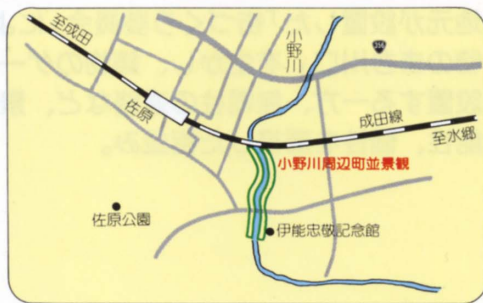 至成田
小野川
356
佐原
成田線
至水郷
小野川周辺町並景観
佐原公園
伊能忠敬記念館